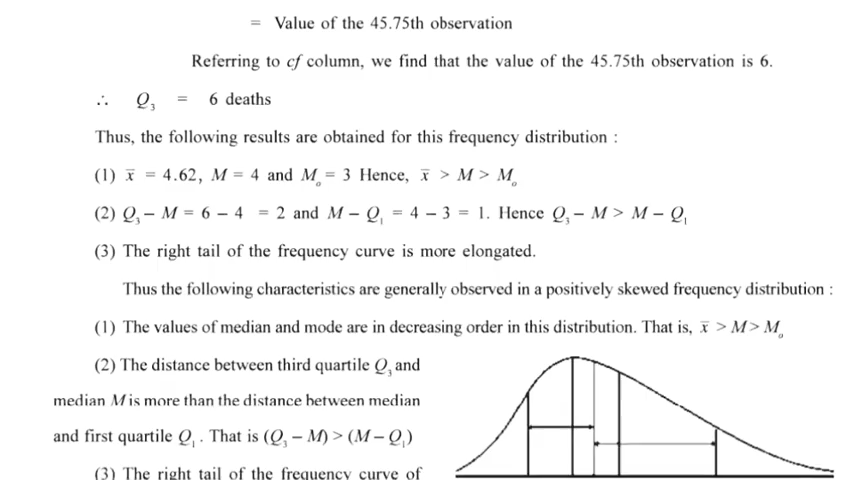 = Value of the 45.75th observation
Referring to cf column, we find that the value of the 45.75th observation is 6.
∴ Q₃ = 6 deaths
Thus, the following results are obtained for this frequency distribution :
(1) x̅ = 4.62, M = 4 and Mₒ = 3 Hence, x̅ > M > Mₒ
(2) Q₃ – M = 6 – 4 = 2 and M – Q₁ = 4 – 3 = 1. Hence Q₃ – M > M – Q₁
(3) The right tail of the frequency curve is more elongated.
Thus the following characteristics are generally observed in a positively skewed frequency distribution :
(1) The values of median and mode are in decreasing order in this distribution. That is, x̅ > M > Mₒ
(2) The distance between third quartile Q₃ and
median M is more than the distance between median
and first quartile Q₁ . That is (Q₃ – M) > (M – Q₁)
(3) The right tail of the frequency curve of